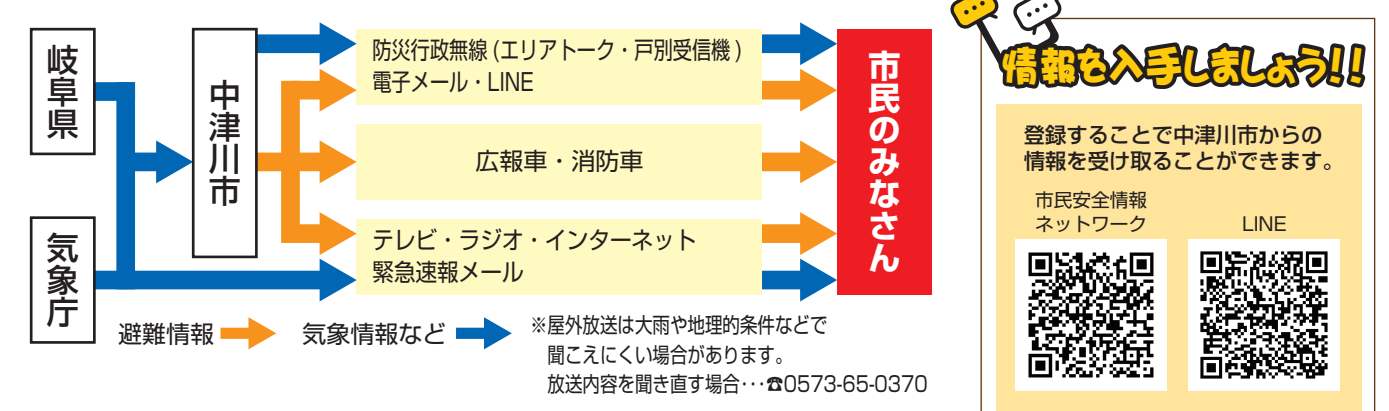 岐阜県
気象庁
中津川市
防災行政無線(エリアトーク・戸別受信機)
電子メール・LINE
広報車・消防車
テレビ・ラジオ・インターネット
緊急速報メール
市民のみなさん
避難情報
気象情報など
※屋外放送は大雨や地理的条件などで
聞こえにくい場合があります。
放送内容を聞き直す場合･･･☎0573-65-0370
情報を入手しましょう!!
登録することで中津川市からの
情報を受け取ることができます。
市民安全情報
ネットワーク
LINE